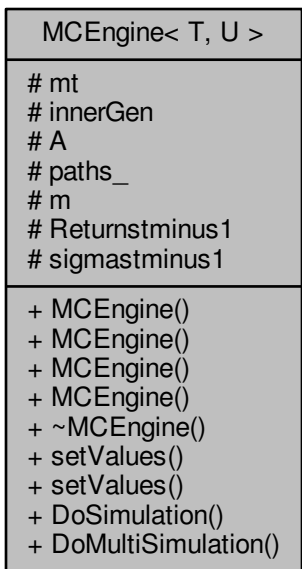 MCEngine< T, U >
# mt
# innerGen
# A
# paths_
# m
# Returnstminus1
# sigmastminus1
+ MCEngine()
+ MCEngine()
+ MCEngine()
+ MCEngine()
+ ~MCEngine()
+ setValues()
+ setValues()
+ DoSimulation()
+ DoMultiSimulation()